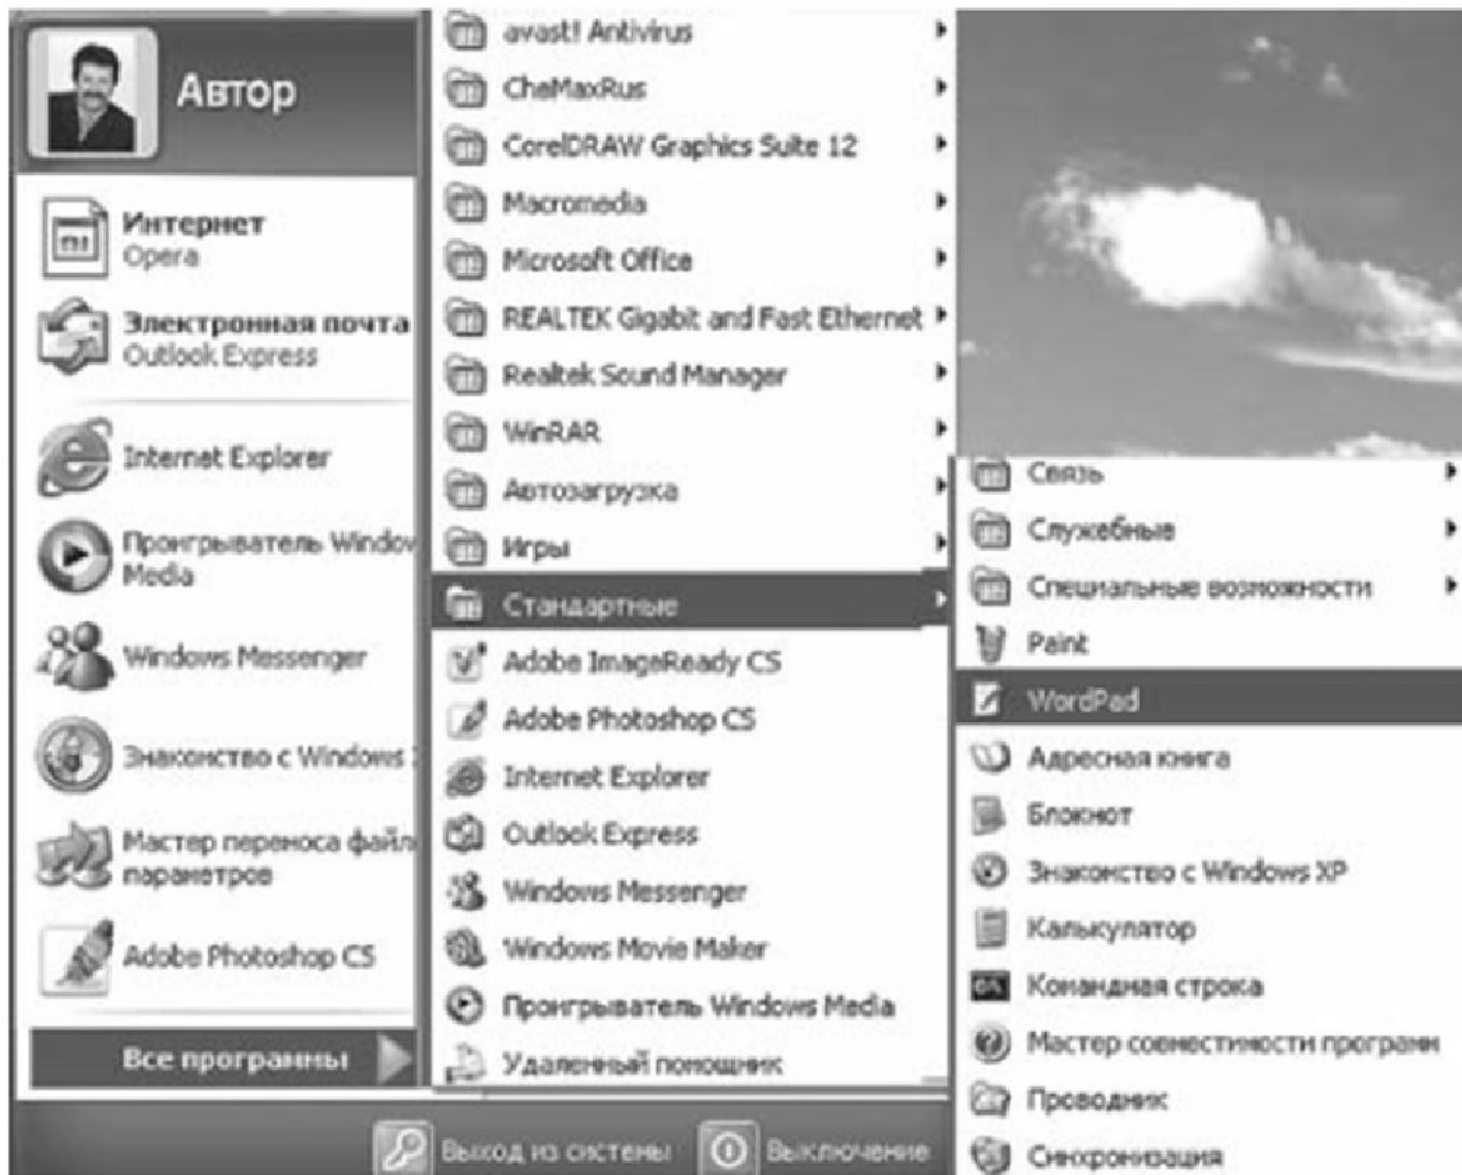 Автор
Интернет
Opera
Электронная почта
Outlook Express
Internet Explorer
Проигрыватель Window
Media
Windows Messenger
Знакомство с Windows
Мастер переноса файл
параметров
Adobe Photoshop CS
Все программы
avast! Antivirus
CheMaxRus
CorelDRAW Graphics Suite 12
Macromedia
Microsoft Office
REALTEK Gigabit and Fast Ethernet
Realtek Sound Manager
WinRAR
Автозагрузка
Игры
Стандартные
Adobe ImageReady CS
Adobe Photoshop CS
Internet Explorer
Outlook Express
Windows Messenger
Windows Movie Maker
Проигрыватель Windows Media
Удаленный помощник
Связь
Служебные
Специальные возможности
Paint
WordPad
Адресная книга
Блокнот
Знакомство с Windows XP
Калькулятор
Командная строка
Мастер совместимости програмн
Проводник
Синхронизация
Выход из системы
Выключение